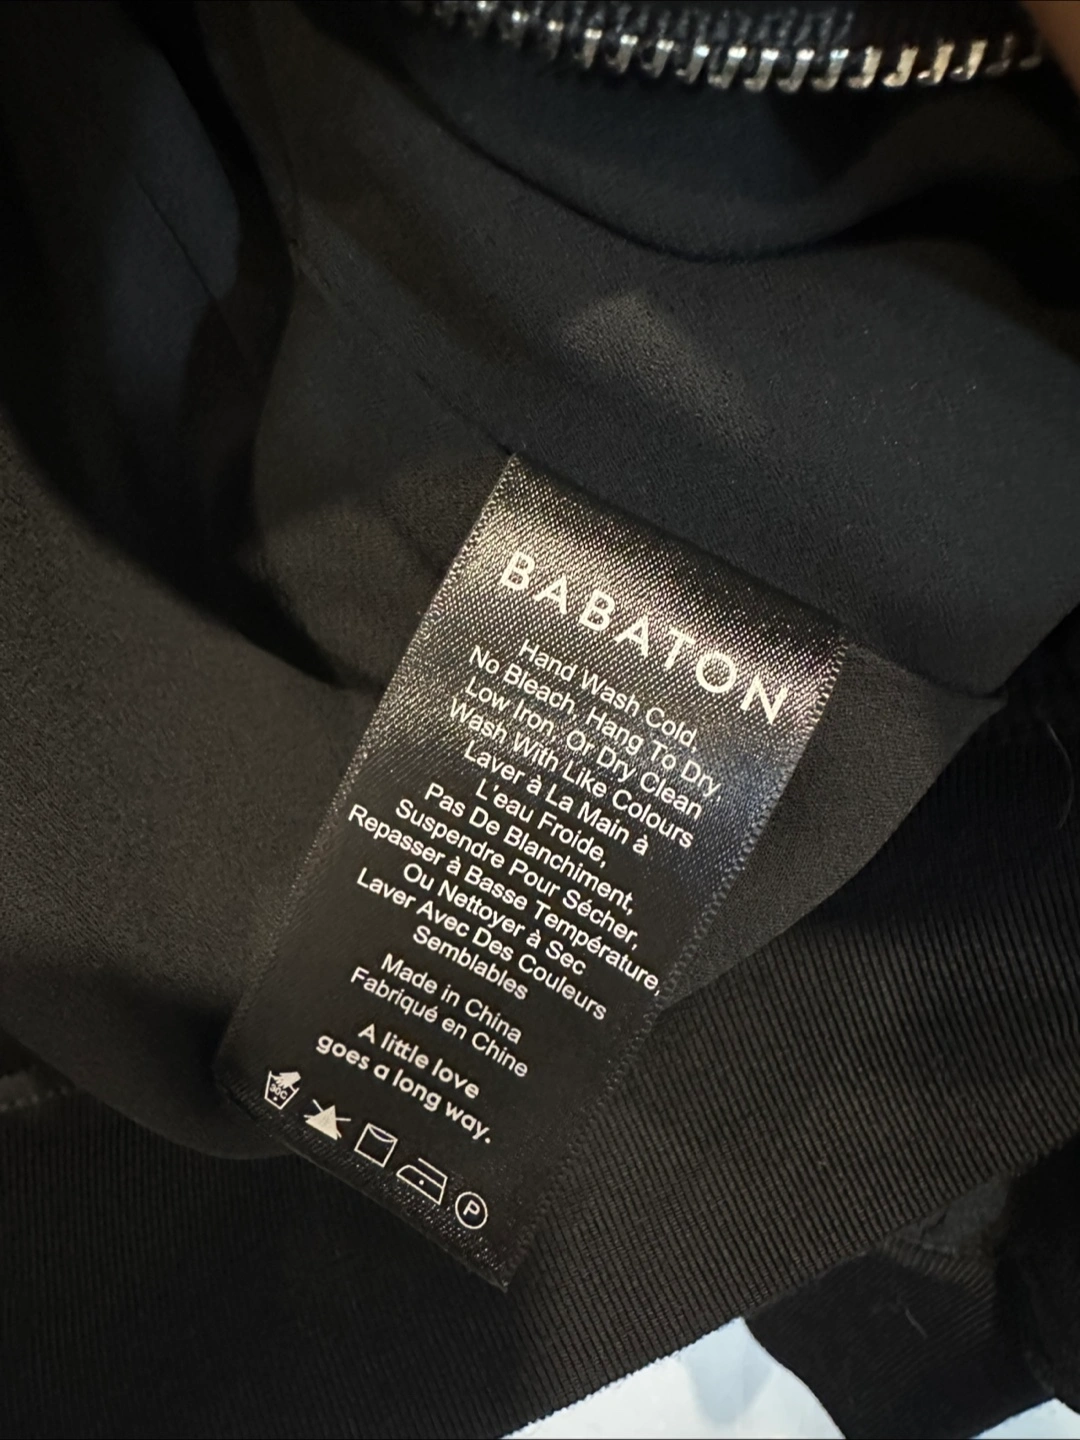 BABATON
Hand Wash Cold,
No Bleach, Hang To Dry,
Low Iron, Or Dry Clean
Wash With Like Colours
Laver à La Main à
L'eau Froide,
Pas De Blanchiment,
Suspendre Pour Sécher,
Repasser à Basse Température,
Ou Nettoyer à Sec
Laver Avec Des Couleurs
Semblables
Made in China
Fabriqué en Chine
A little love
goes a long way.
30C
P